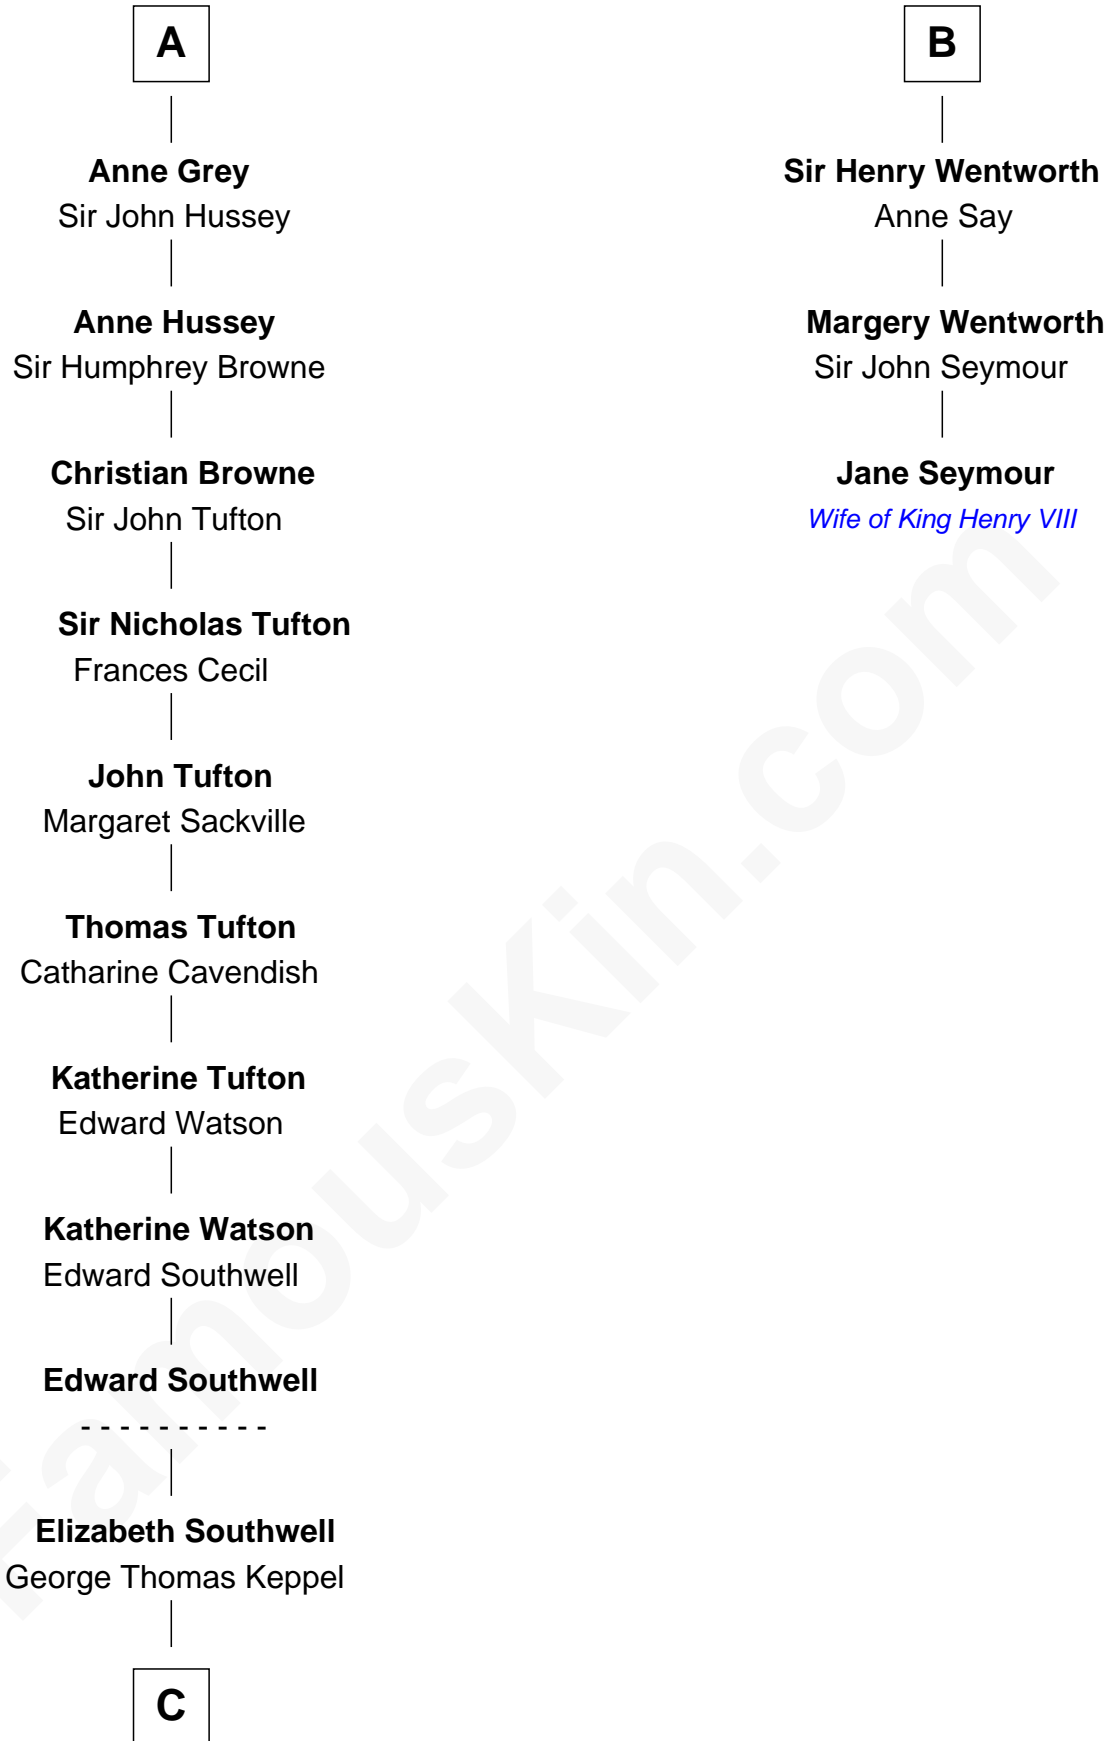 A
Anne Grey
Sir John Hussey
Anne Hussey
Sir Humphrey Browne
Christian Browne
Sir John Tufton
Sir Nicholas Tufton
Frances Cecil
John Tufton
Margaret Sackville
Thomas Tufton
Catharine Cavendish
Katherine Tufton
Edward Watson
Katherine Watson
Edward Southwell
Edward Southwell
- - - - - - - - - -
Elizabeth Southwell
George Thomas Keppel
C
B
Sir Henry Wentworth
Anne Say
Margery Wentworth
Sir John Seymour
Jane Seymour
Wife of King Henry VIII
FamousKin.com